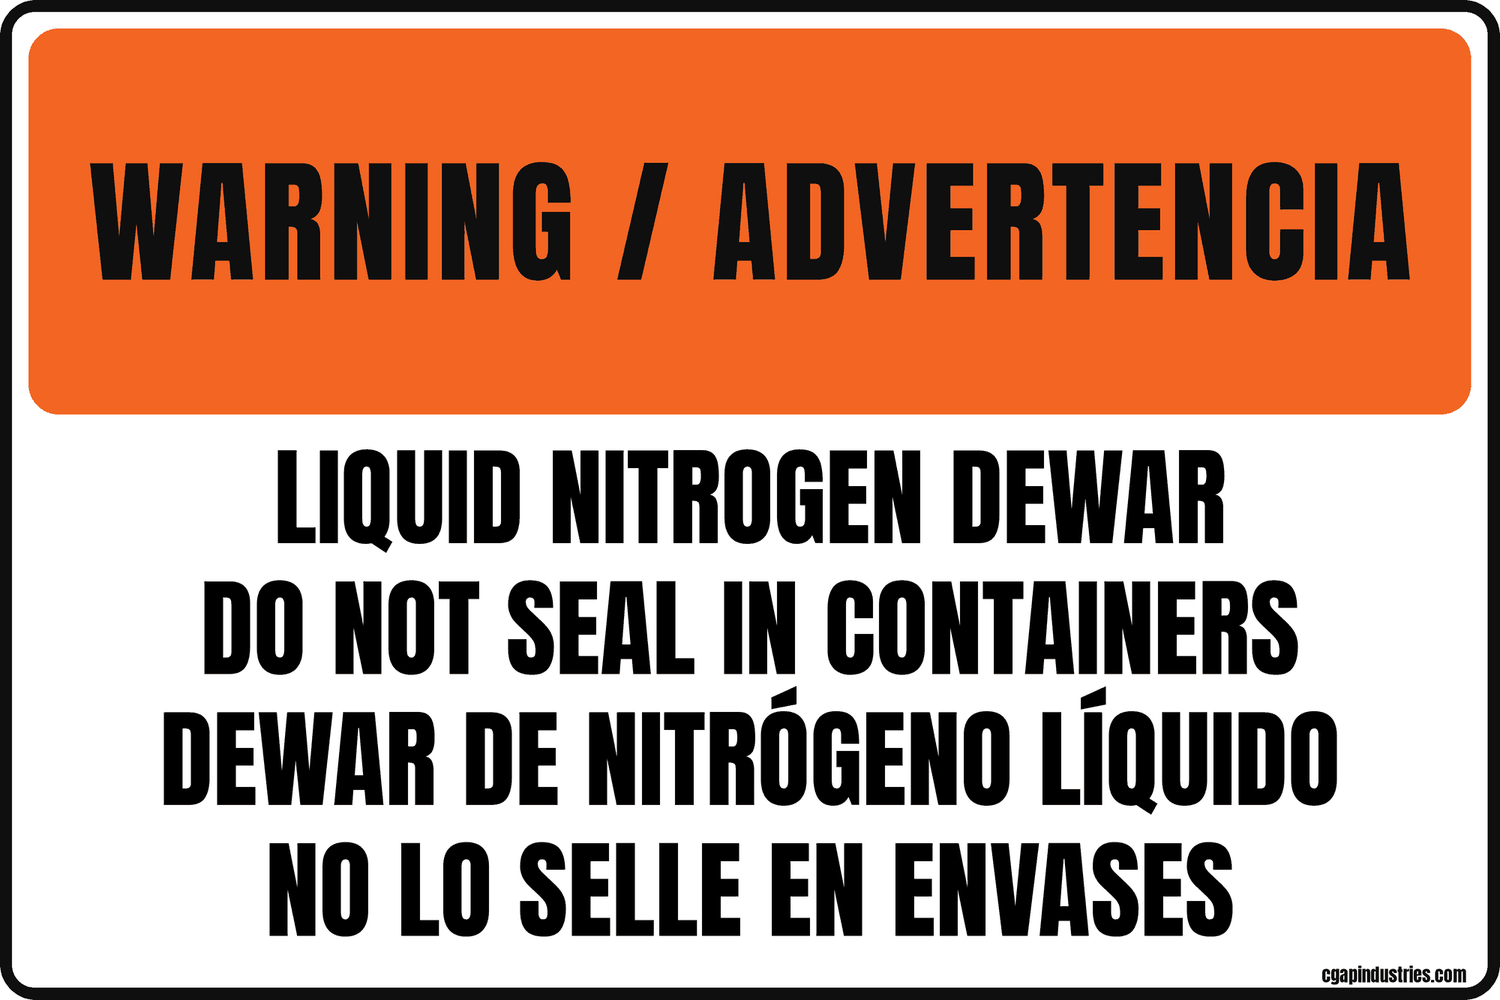 WARNING / ADVERTENCIA
LIQUID NITROGEN DEWAR
DO NOT SEAL IN CONTAINERS
DEWAR DE NITRÓGENO LÍQUIDO
NO LO SELLE EN ENVASES
cgapindustries.com